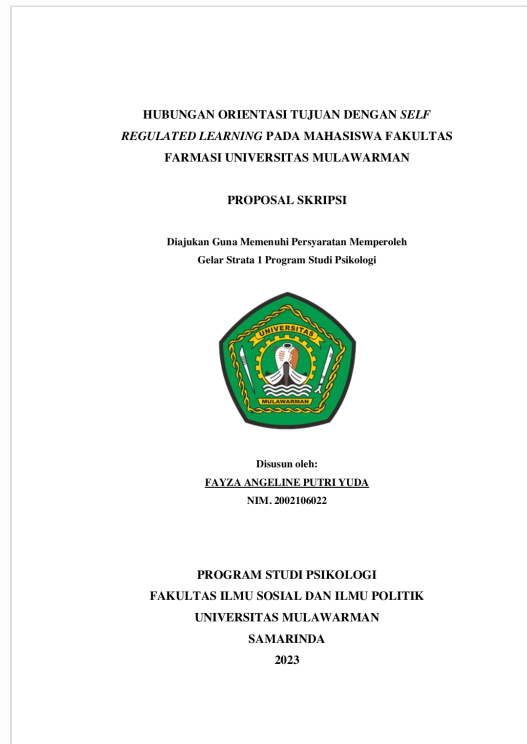 HUBUNGAN ORIENTASI TUJUAN DENGAN SELF
REGULATED LEARNING PADA MAHASISWA FAKULTAS
FARMASI UNIVERSITAS MULAWARMAN
PROPOSAL SKRIPSI
Diajukan Guna Memenuhi Persyaratan Memperoleh
Gelar Strata 1 Program Studi Psikologi
UNIVERSITAS
MULAWARMAN
Disusun oleh:
FAYZA ANGELINE PUTRI YUDA
NIM. 2002106022
PROGRAM STUDI PSIKOLOGI
FAKULTAS ILMU SOSIAL DAN ILMU POLITIK
UNIVERSITAS MULAWARMAN
SAMARINDA
2023